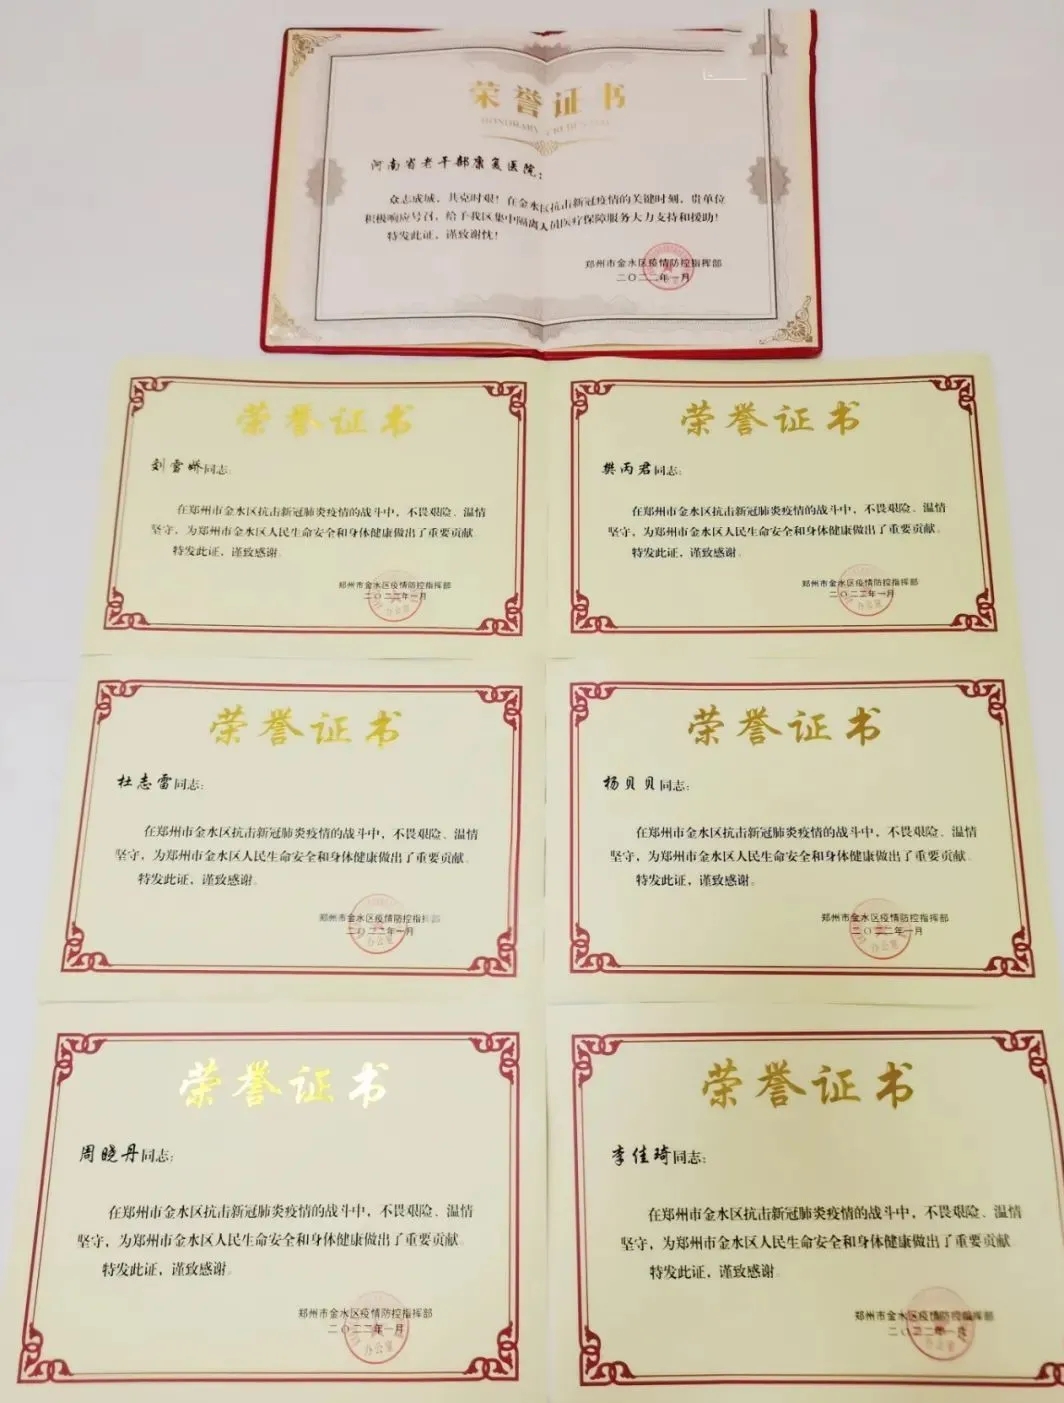 荣誉证书
HONORARY CREDENTIAL
河南省老干部康复医院：
众志成城，共克时艰！在金水区抗击新冠疫情的关键时刻，贵单位
积极响应号召，给予我区集中隔离人员医疗保障服务大力支持和援助！
特发此证，谨致谢忱！
郑州市金水区疫情防控指挥部
二〇二二年一月
荣誉证书
刘雪娇同志：
在郑州市金水区抗击新冠肺炎疫情的战斗中，不畏艰险、温情
坚守，为郑州市金水区人民生命安全和身体健康做出了重要贡献。
特发此证，谨致感谢。
郑州市金水区疫情防控指挥部
二〇二二年一月
办公室
荣誉证书
樊丙君同志：
在郑州市金水区抗击新冠肺炎疫情的战斗中，不畏艰险、温情
坚守，为郑州市金水区人民生命安全和身体健康做出了重要贡献。
特发此证，谨致感谢。
郑州市金水区疫情防控指挥部
二〇二二年一月
办公室
荣誉证书
杜志雷同志：
在郑州市金水区抗击新冠肺炎疫情的战斗中，不畏艰险、温情
坚守，为郑州市金水区人民生命安全和身体健康做出了重要贡献。
特发此证，谨致感谢。
郑州市金水区疫情防控指挥部
二〇二二年一月
办公室
荣誉证书
杨贝贝同志：
在郑州市金水区抗击新冠肺炎疫情的战斗中，不畏艰险、温情
坚守，为郑州市金水区人民生命安全和身体健康做出了重要贡献。
特发此证，谨致感谢。
郑州市金水区疫情防控指挥部
二〇二二年一月
办公室
荣誉证书
周晓丹同志：
在郑州市金水区抗击新冠肺炎疫情的战斗中，不畏艰险、温情
坚守，为郑州市金水区人民生命安全和身体健康做出了重要贡献。
特发此证，谨致感谢。
郑州市金水区疫情防控指挥部
二〇二二年一月
办公室
荣誉证书
李佳琦同志：
在郑州市金水区抗击新冠肺炎疫情的战斗中，不畏艰险、温情
坚守，为郑州市金水区人民生命安全和身体健康做出了重要贡献。
特发此证，谨致感谢。
郑州市金水区疫情防控指挥部
二〇二二年一月
办公室